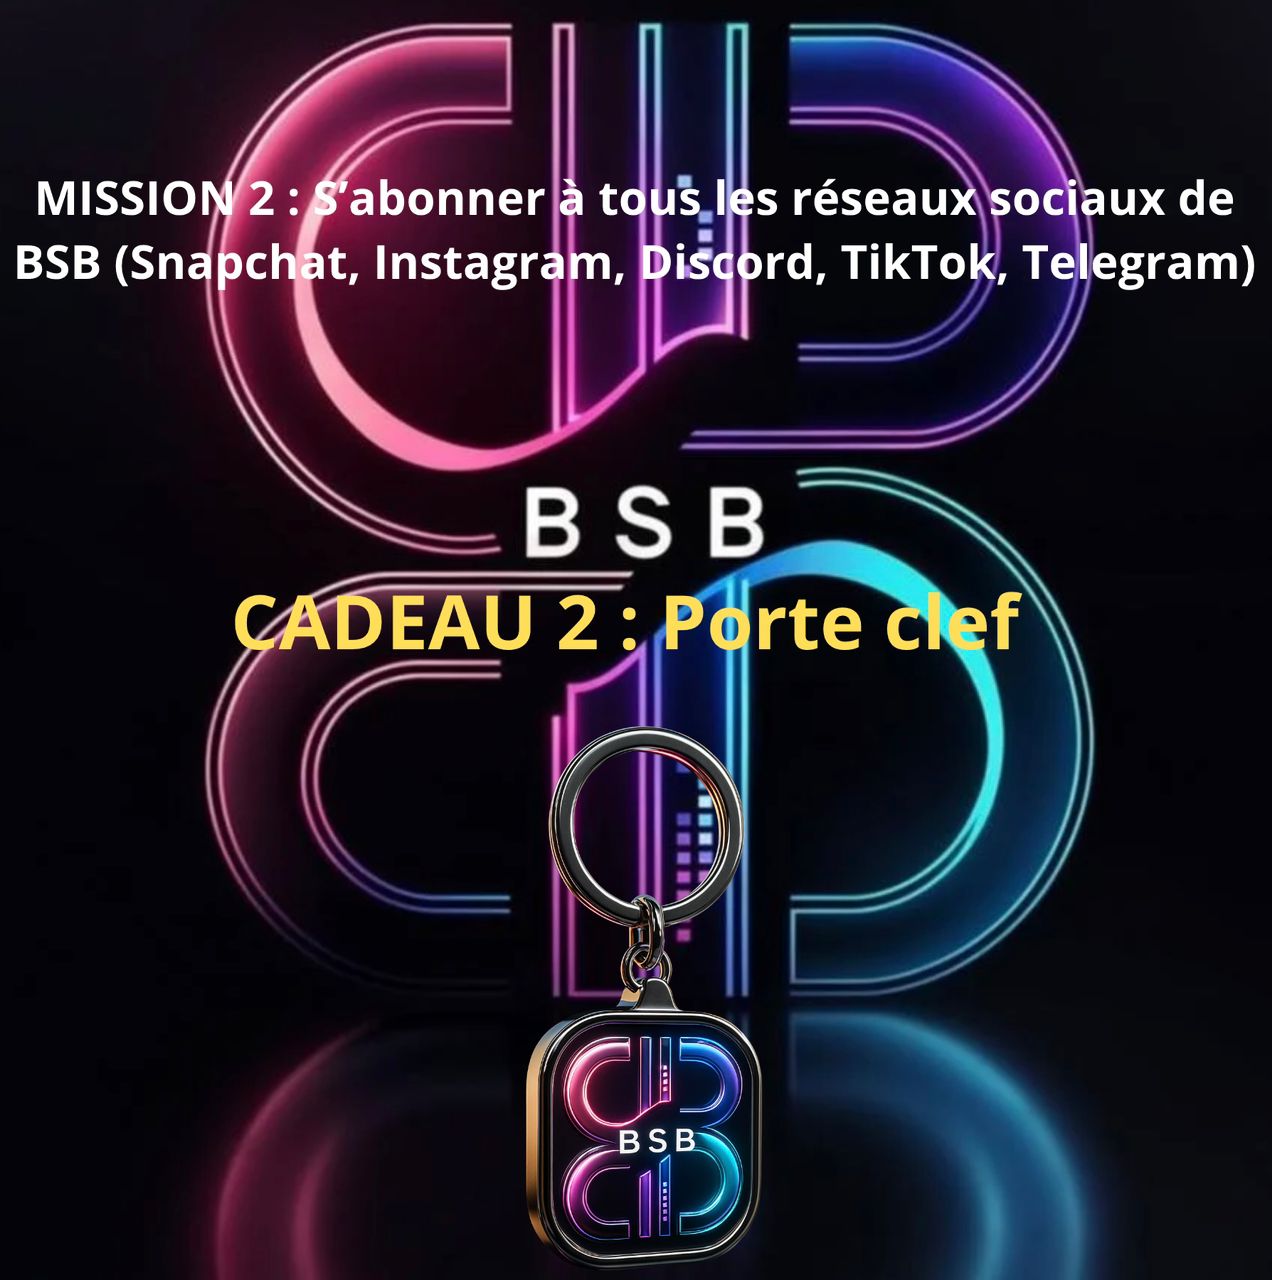 MISSION 2 : S’abonner à tous les réseaux sociaux de
BSB (Snapchat, Instagram, Discord, TikTok, Telegram)
BSB
CADEAU 2 : Porte clef
BSB